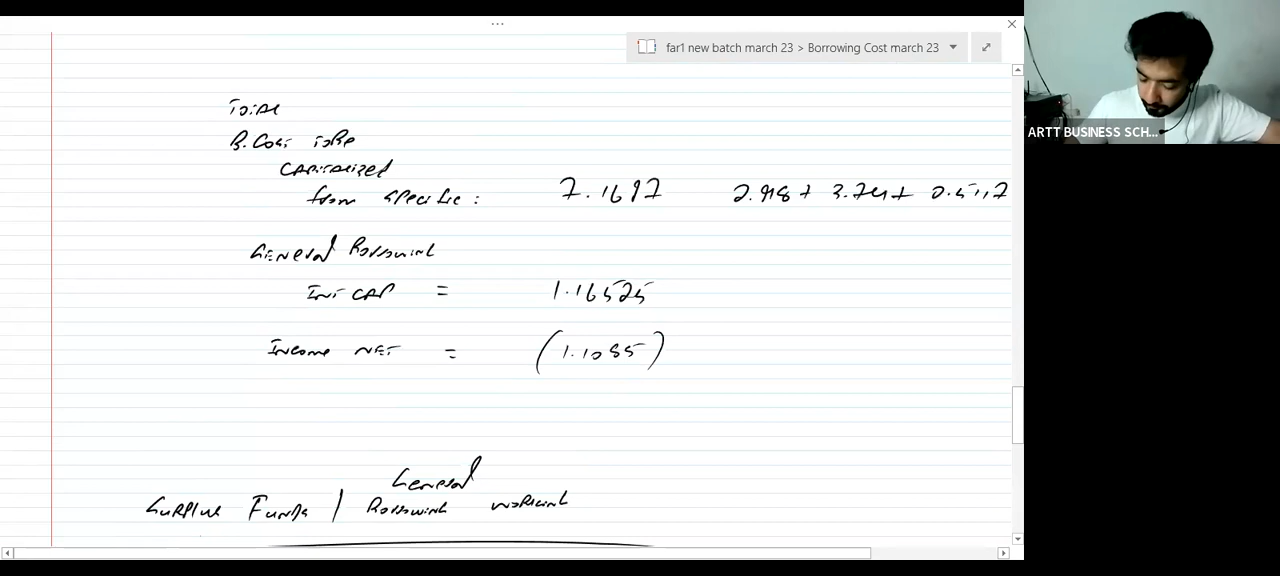 far1 new batch march 23 > Borrowing Cost march 23
ARTT BUSINESS SCH...
Total
B. Cost to Be
Capitalized
from specific : 7.1697
General Borrowing
Int CAP = 1.16525
Income NET = (1.1085)
General
Surplus Funds / Borrowing working